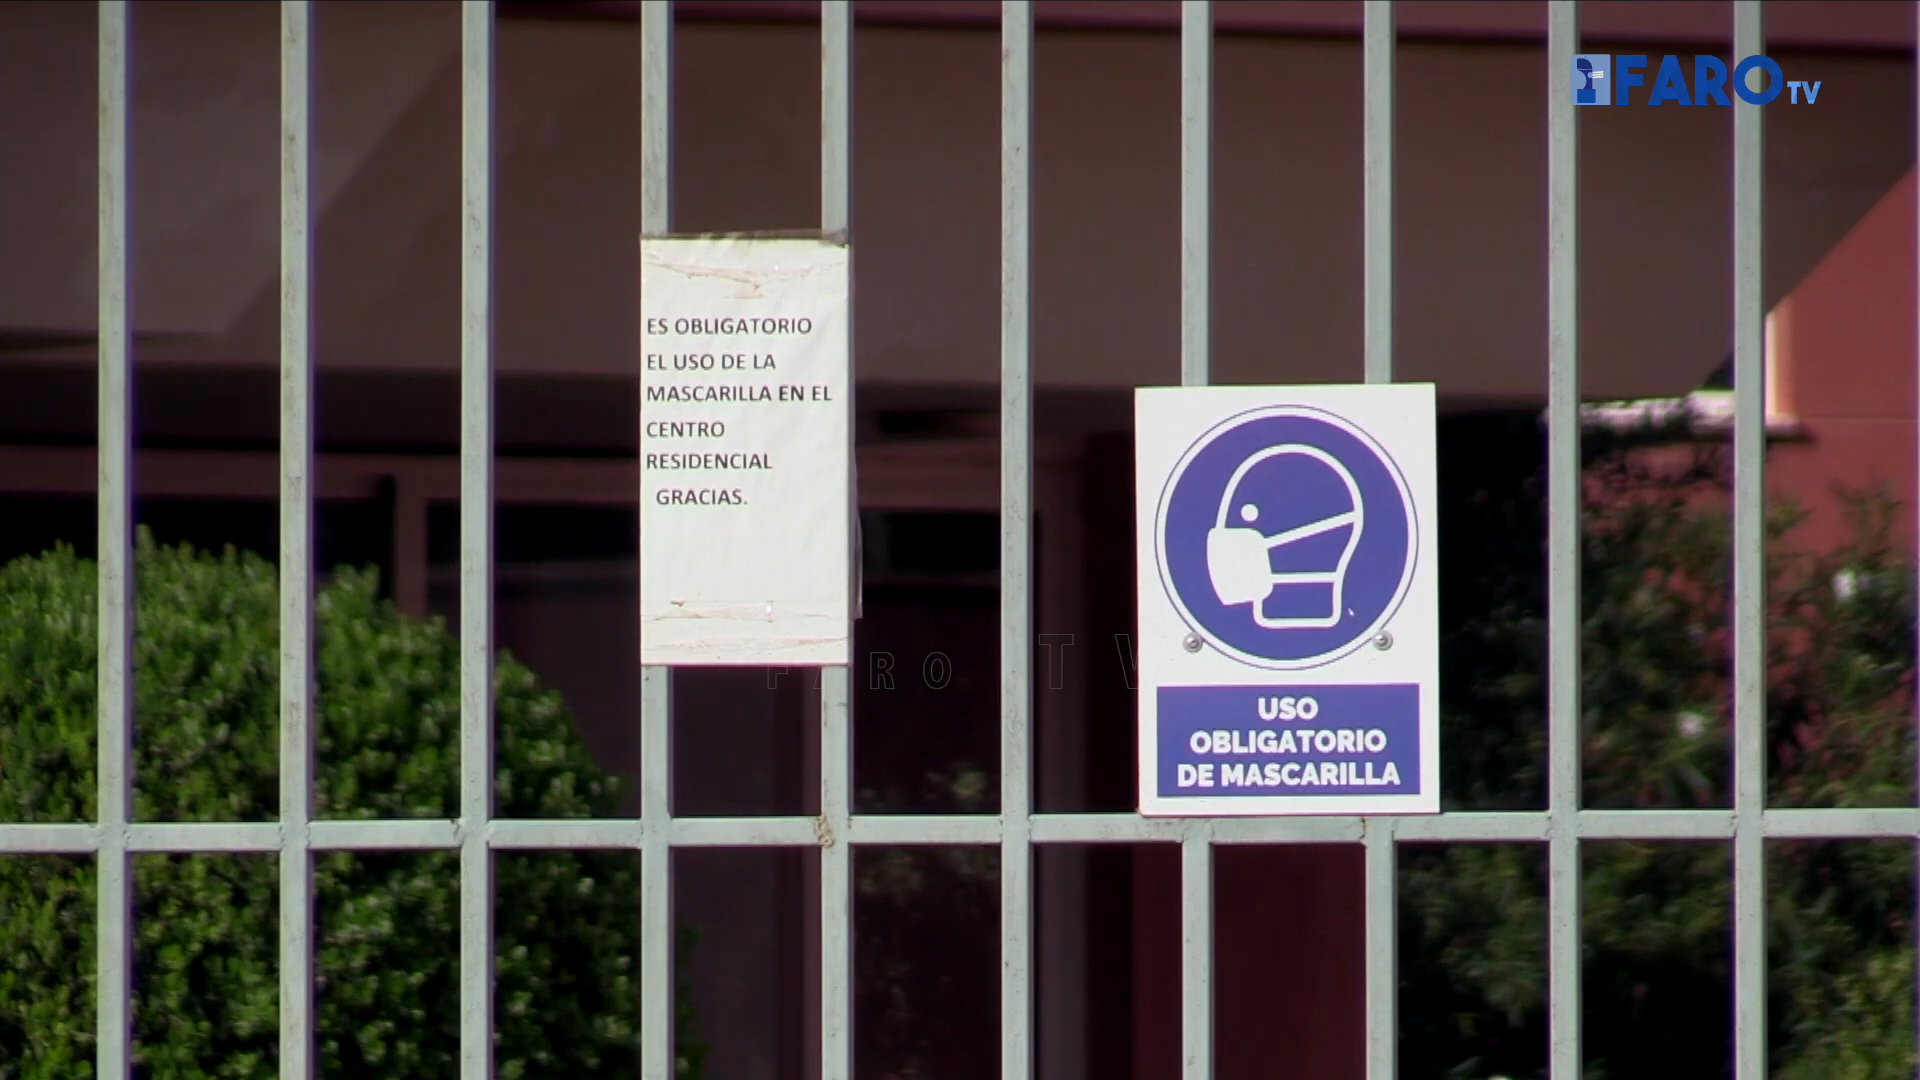 FARO TV
ES OBLIGATORIO
EL USO DE LA
MASCARILLA EN EL
CENTRO
RESIDENCIAL
GRACIAS.
FARO TV
USO
OBLIGATORIO
DE MASCARILLA